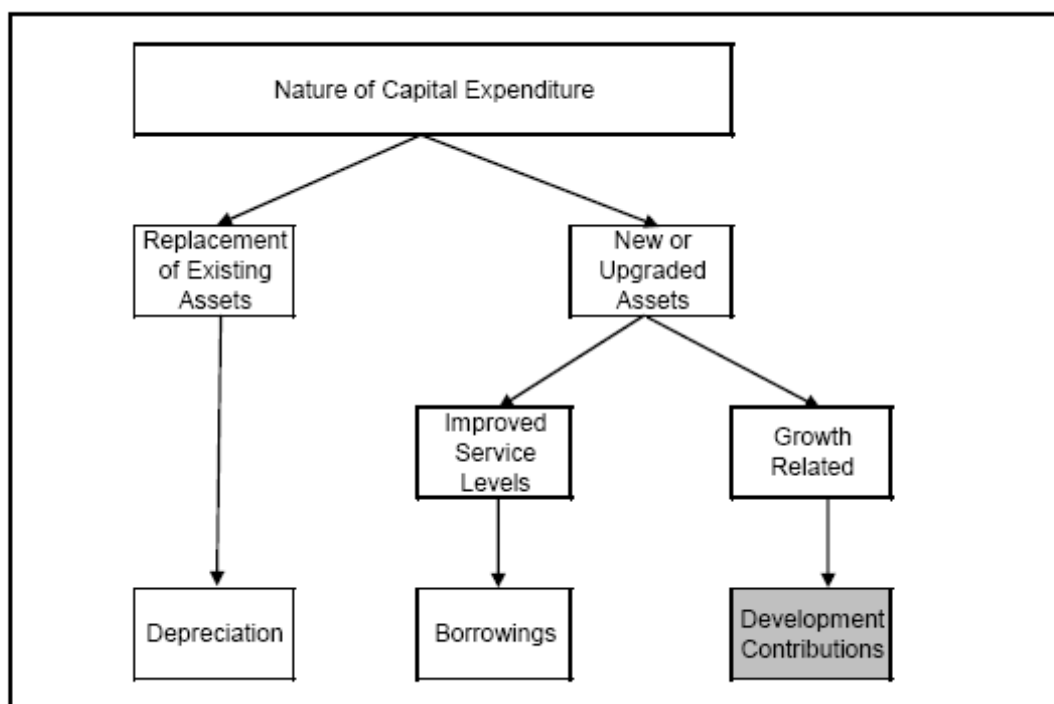 Nature of Capital Expenditure
Replacement
of Existing
Assets
New or
Upgraded
Assets
Improved
Service
Levels
Growth
Related
Depreciation
Borrowings
Development
Contributions